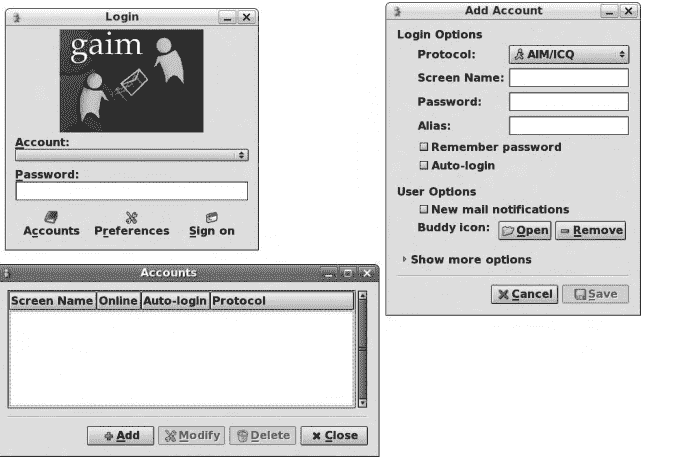 Login
gaim
Account:
Password:
Accounts Preferences Sign on
Accounts
Screen Name Online Auto-login Protocol
Add Modify Delete Close
Add Account
Login Options
Protocol: AIM/ICQ
Screen Name:
Password:
Alias:
Remember password
Auto-login
User Options
New mail notifications
Buddy icon: Open Remove
Show more options
Cancel Save